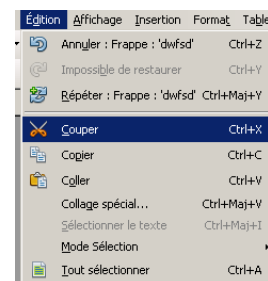 Édition Affichage Insertion Format Table
Annuler : Frappe : 'dwfsd' Ctrl+Z
Impossible de restaurer Ctrl+Y
Répéter : Frappe : 'dwfsd' Ctrl+Maj+Y
Couper Ctrl+X
Copier Ctrl+C
Coller Ctrl+V
Collage spécial... Ctrl+Maj+V
Sélectionner le texte Ctrl+Maj+I
Mode Sélection
Tout sélectionner Ctrl+A